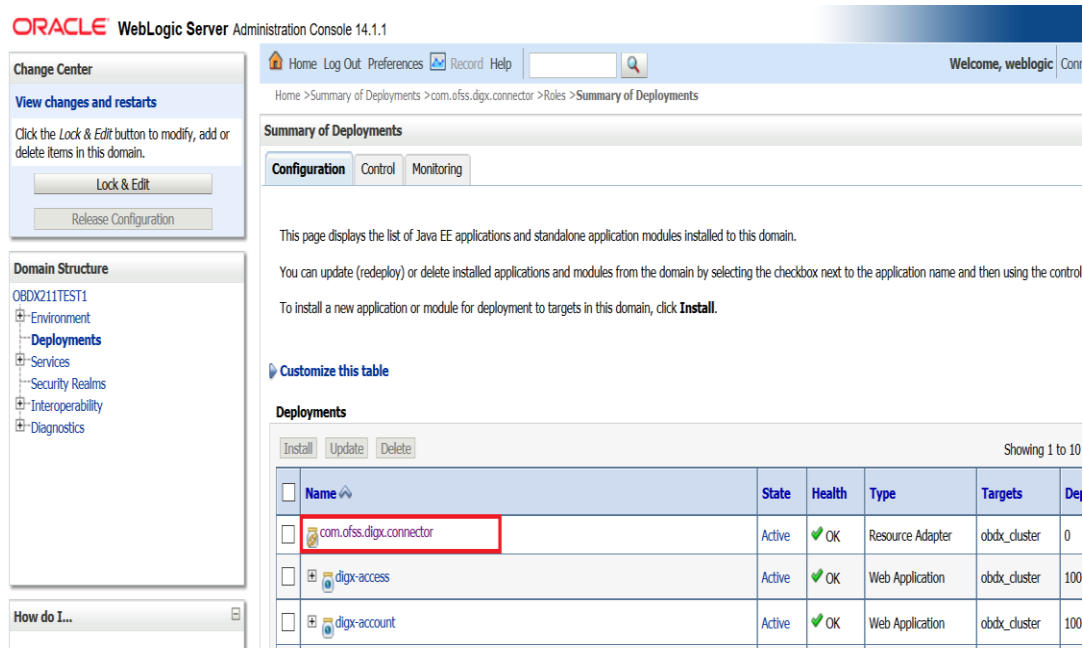 ORACLE WebLogic Server Administration Console 14.1.1
Change Center
View changes and restarts
Click the Lock & Edit button to modify, add or
delete items in this domain.
Lock & Edit
Release Configuration
Domain Structure
OBDX211TEST1
Environment
Deployments
Services
Security Realms
Interoperability
Diagnostics
How do I...
Home Log Out Preferences Record Help
Welcome, weblogic
Home >Summary of Deployments >com.ofss.digx.connector >Roles >Summary of Deployments
Summary of Deployments
Configuration Control Monitoring
This page displays the list of Java EE applications and standalone application modules installed to this domain.
You can update (redeploy) or delete installed applications and modules from the domain by selecting the checkbox next to the application name and then using the control
To install a new application or module for deployment to targets in this domain, click Install.
Customize this table
Deployments
Install Update Delete Showing 1 to 10
Name State Health Type Targets
com.ofss.digx.connector Active OK Resource Adapter obdx_cluster 0
digx-access Active OK Web Application obdx_cluster 100
digx-account Active OK Web Application obdx_cluster 100